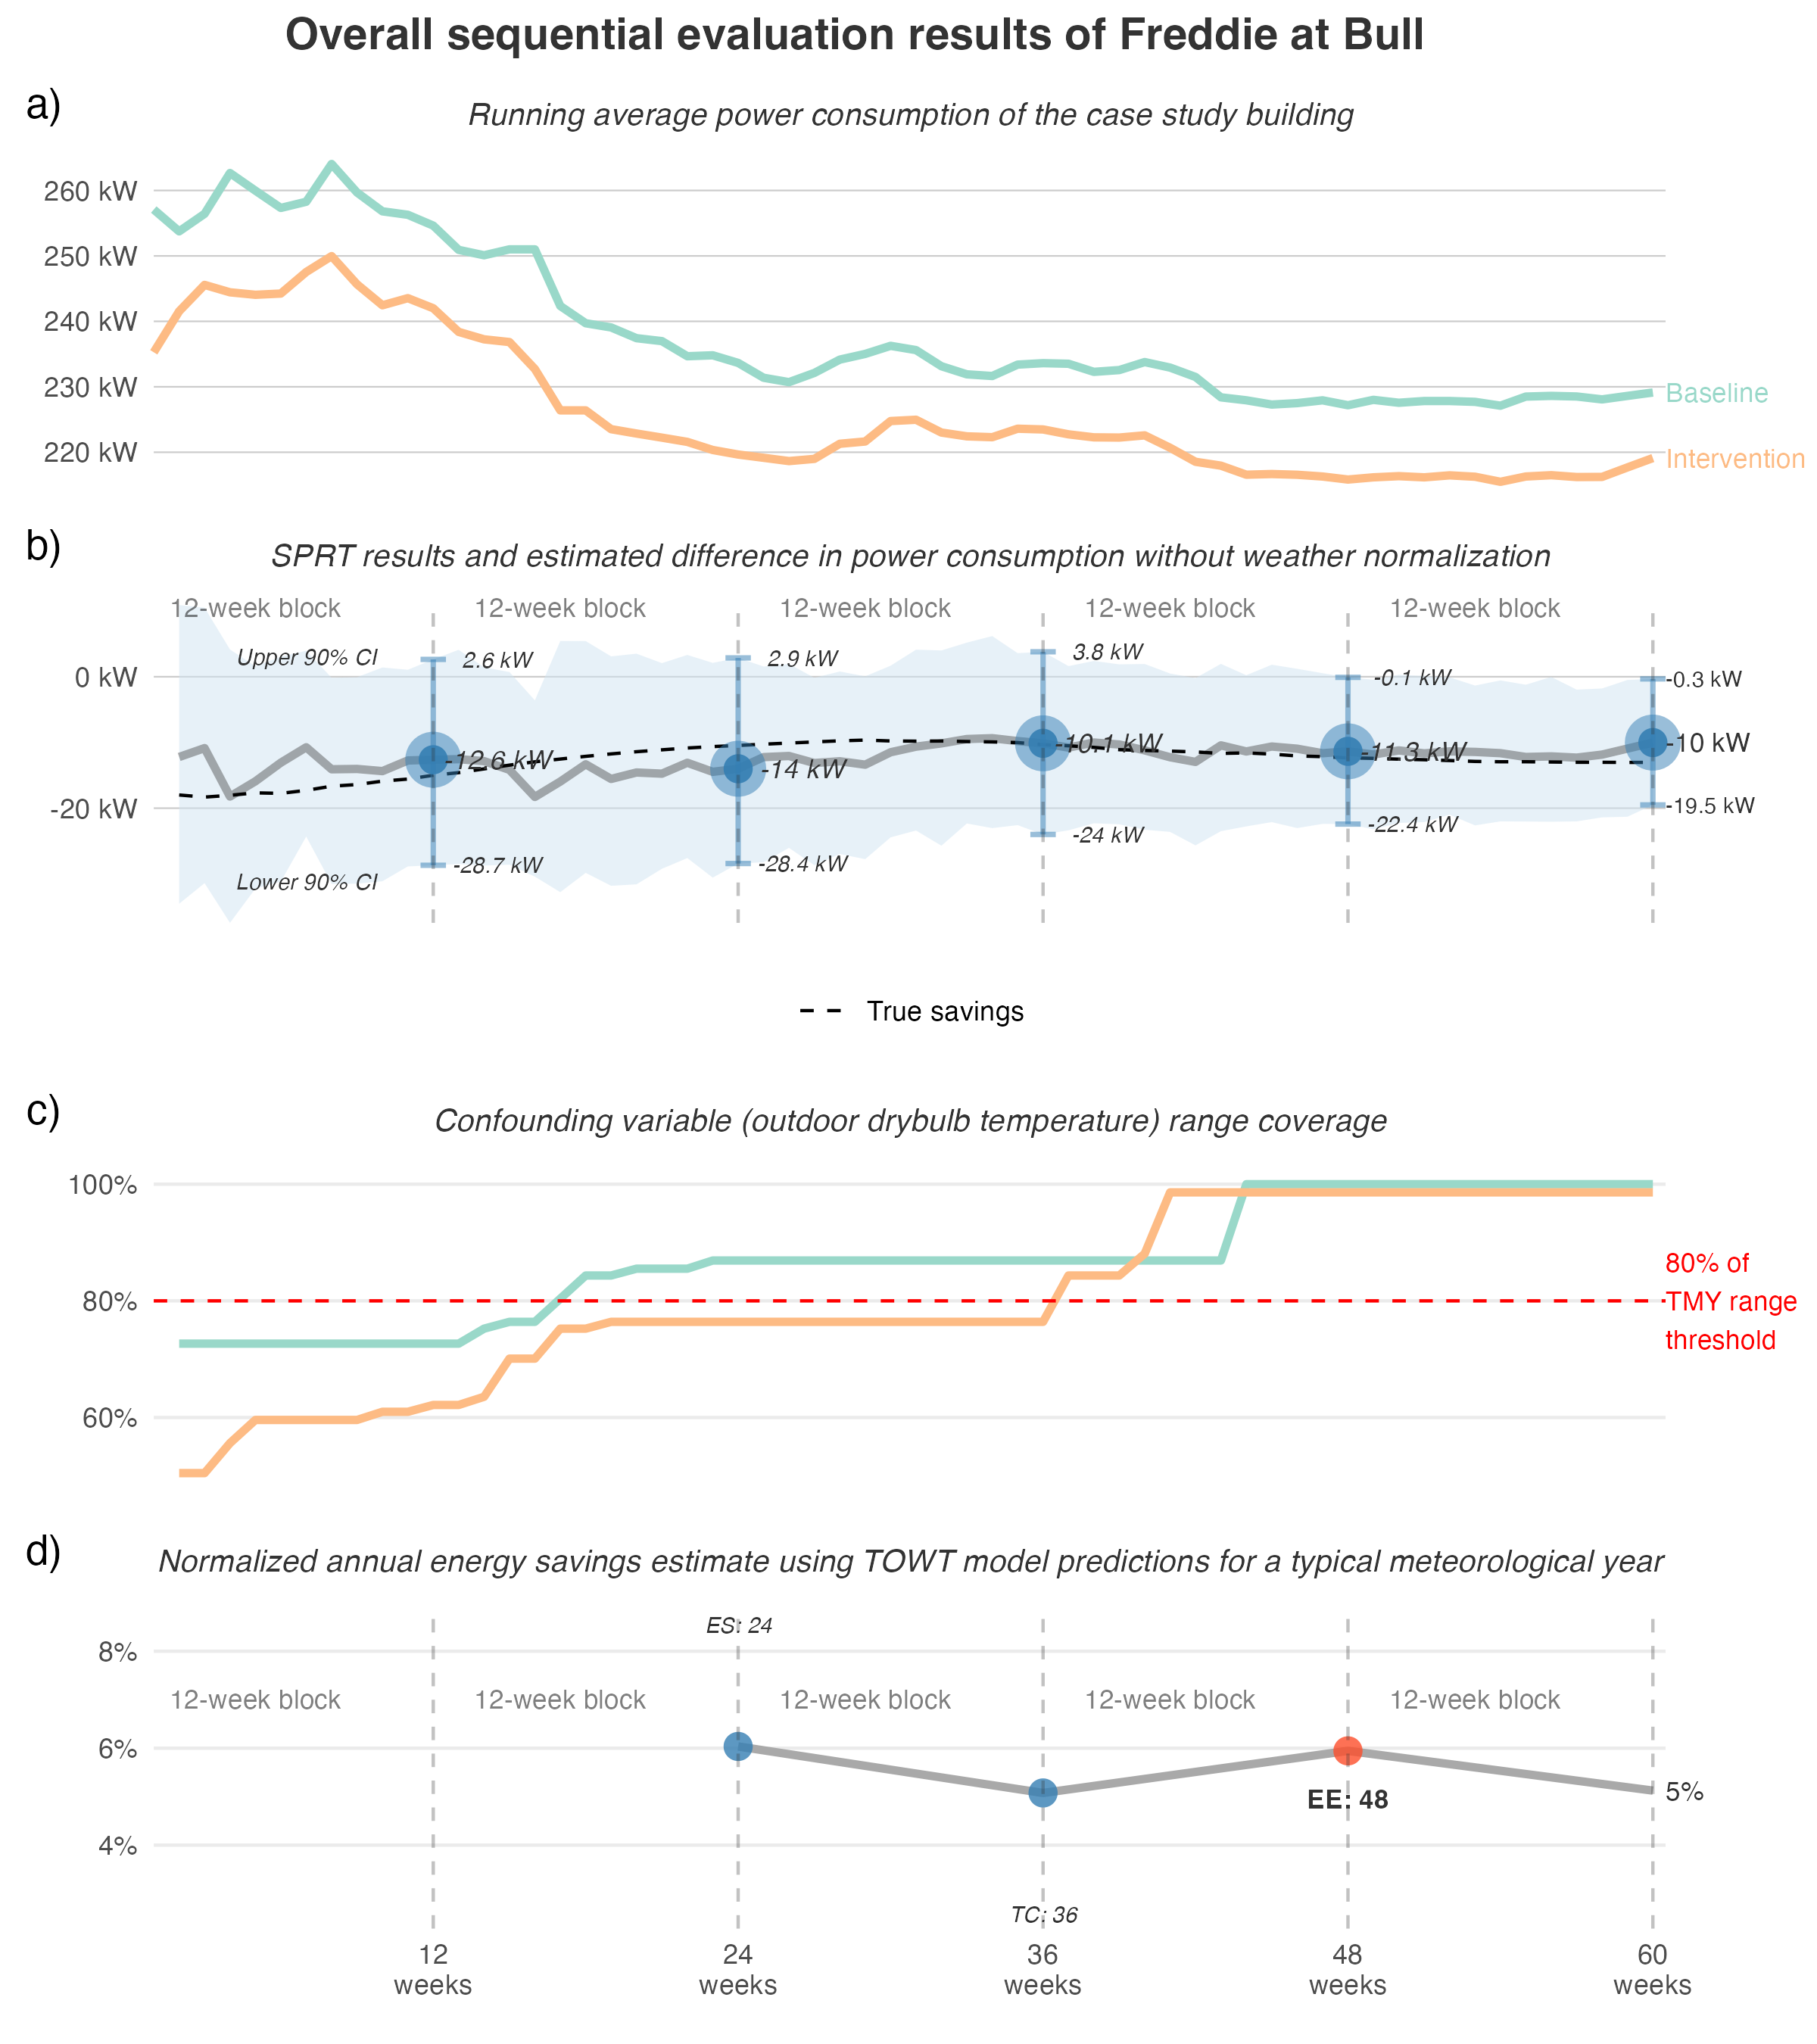 Overall sequential evaluation results of Freddie at Bull
a)
Running average power consumption of the case study building
260 kW
250 kW
240 kW
230 kW
220 kW
Baseline
Intervention
b)
SPRT results and estimated difference in power consumption without weather normalization
12-week block 12-week block 12-week block 12-week block 12-week block
Upper 90% CI
2.6 kW 2.9 kW 3.8 kW -0.1 kW -0.3 kW
0 kW
-12.6 kW -14 kW -10.1 kW -11.3 kW -10 kW
-20 kW
-28.7 kW -28.4 kW -24 kW -22.4 kW -19.5 kW
Lower 90% CI
True savings
c)
Confounding variable (outdoor drybulb temperature) range coverage
100%
80%
60%
80% of
TMY range
threshold
d)
Normalized annual energy savings estimate using TOWT model predictions for a typical meteorological year
ES: 24
8%
12-week block 12-week block 12-week block 12-week block 12-week block
6%
EE: 48
5%
4%
TC: 36
12 24 36 48 60
weeks weeks weeks weeks weeks